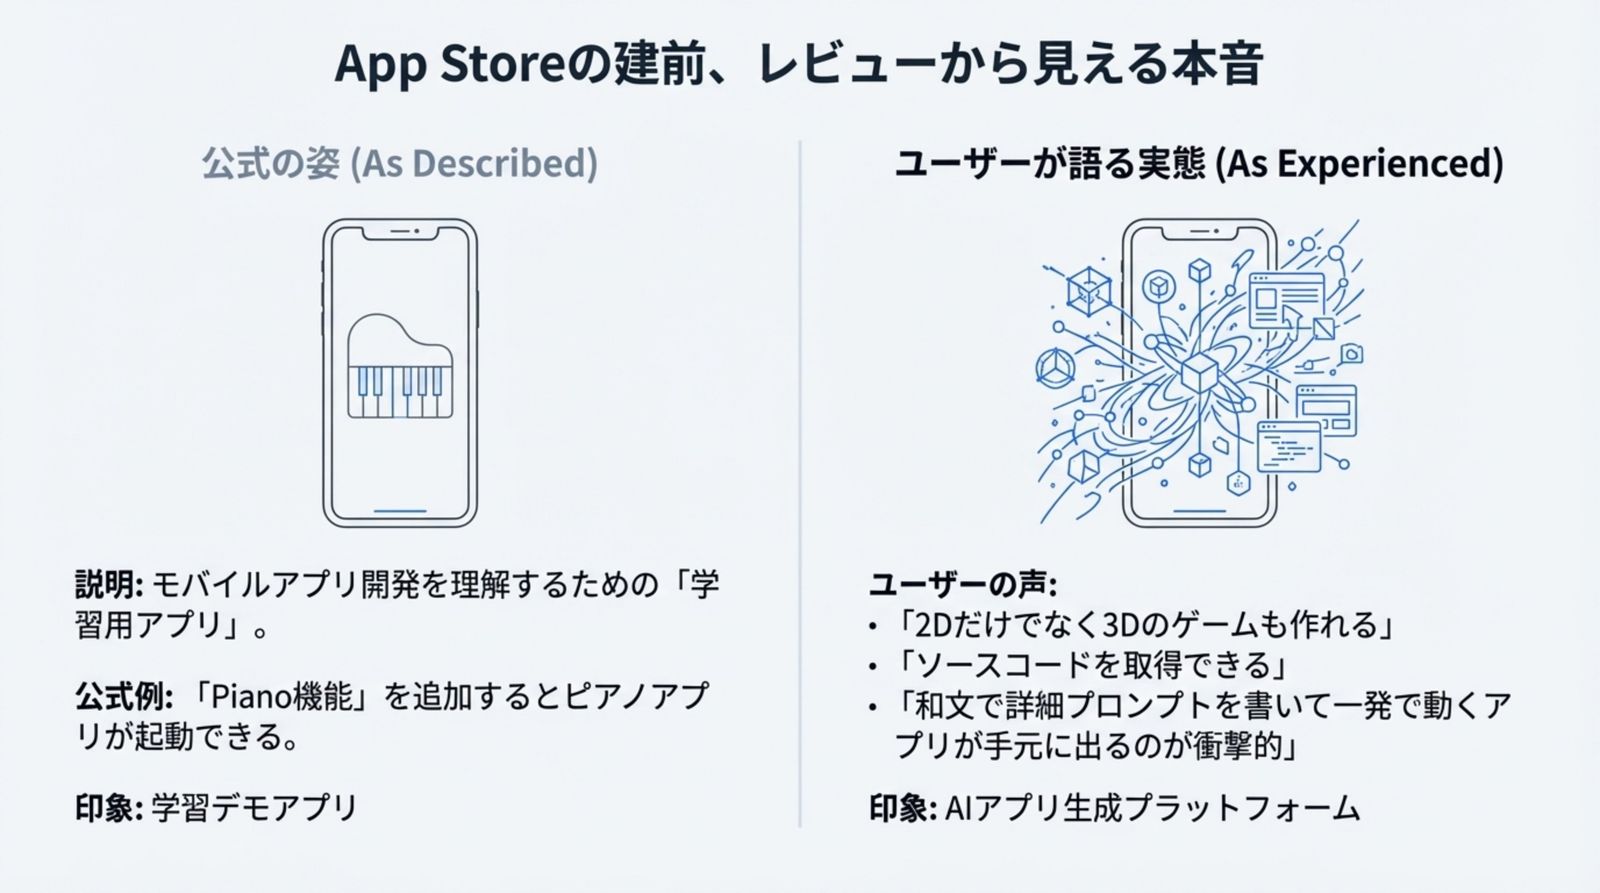 App Storeの建前、レビューから見える本音
公式の姿 (As Described)
説明: モバイルアプリ開発を理解するための「学
習用アプリ」。
公式例: 「Piano機能」を追加するとピアノアプ
リが起動できる。
印象: 学習デモアプリ
ユーザーが語る実態 (As Experienced)
ユーザーの声:
• 「2Dだけでなく3Dのゲームも作れる」
• 「ソースコードを取得できる」
• 「和文で詳細プロンプトを書いて一発で動くア
プリが手元に出るのが衝撃的」
印象: AIアプリ生成プラットフォーム